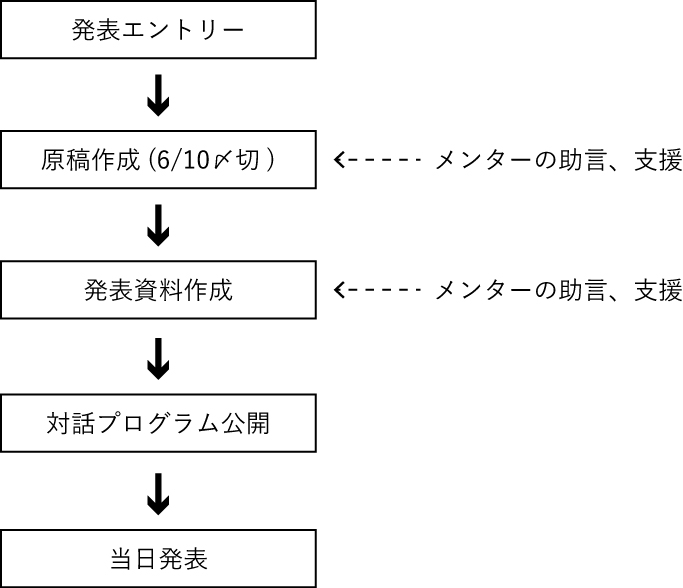 発表エントリー
原稿作成 (6/10〆切 )
メンターの助言、支援
発表資料作成
メンターの助言、支援
対話プログラム公開
当日発表